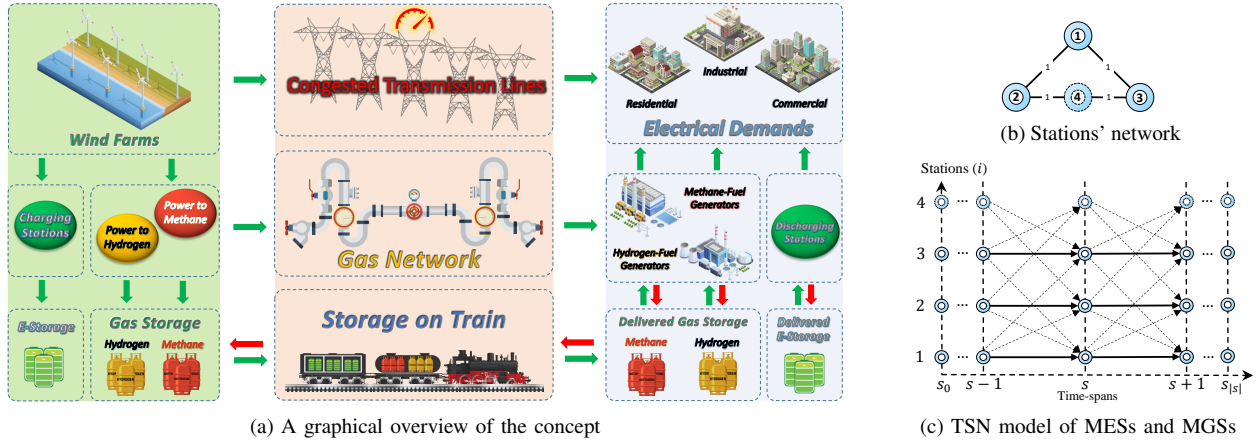 Wind Farms
Charging
Stations
Power to
Hydrogen
Power to
Methane
E-Storage
Gas Storage
Hydrogen
Methane
Congested Transmission Lines
Gas Network
Storage on Train
Residential
Industrial
Commercial
Electrical Demands
Methane-Fuel
Generators
Hydrogen-Fuel
Generators
Discharging
Stations
Delivered Gas Storage
Methane
Hydrogen
Delivered
E-Storage
(a) A graphical overview of the concept
1
1 1
2 1 4 1 3
(b) Stations' network
Stations (i)
4 ... ...
3 ... ...
2 ... ...
1 ... ...
s0 s − 1 s s + 1 s|s|
Time-spans
(c) TSN model of MESs and MGSs